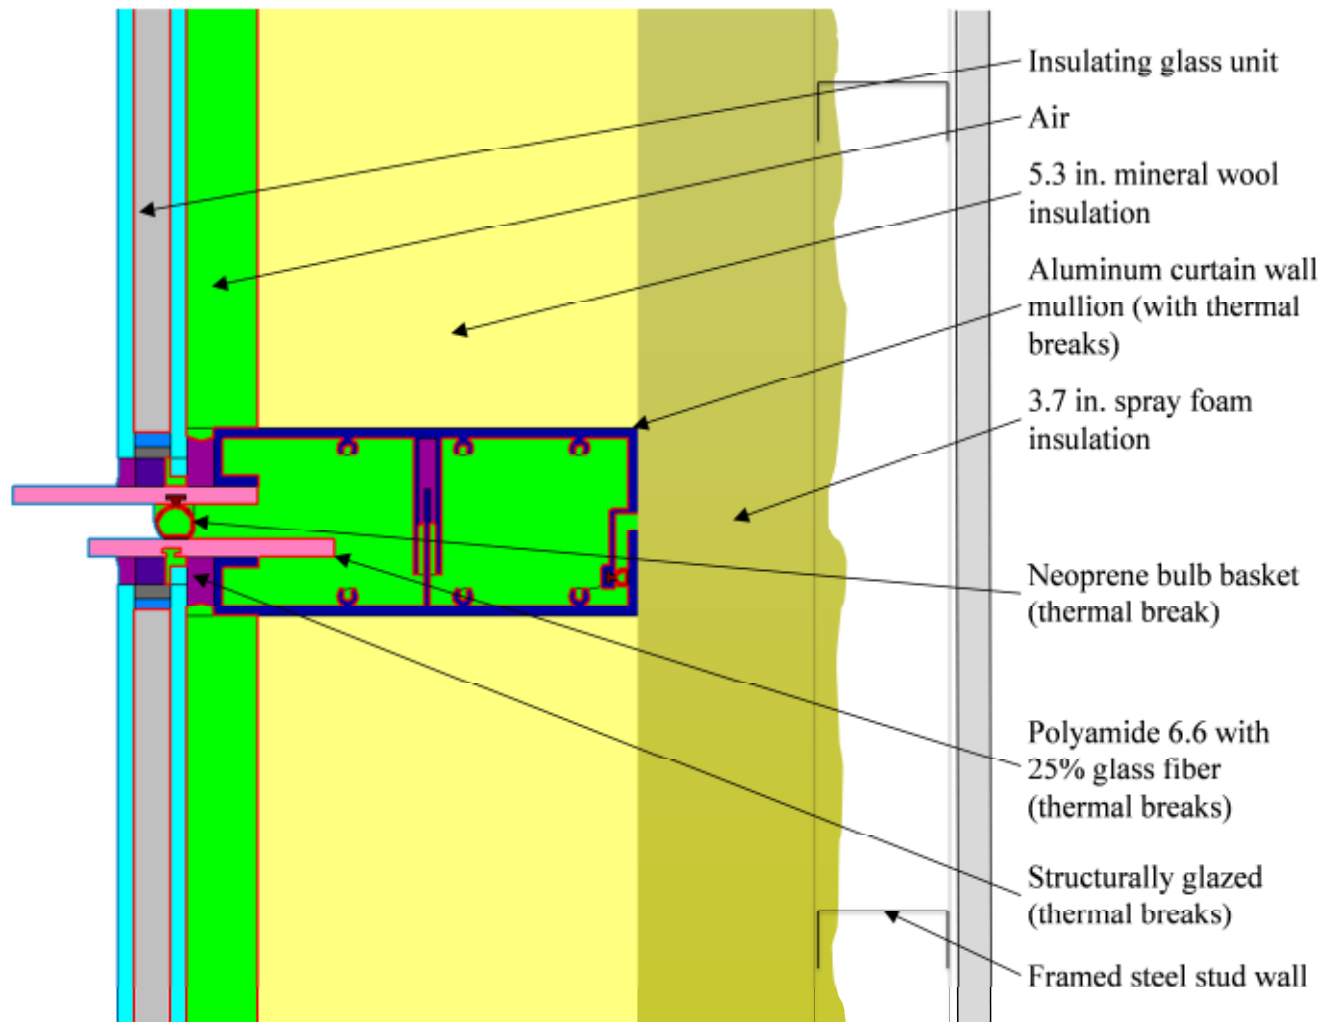 Insulating glass unit
Air
5.3 in. mineral wool
insulation
Aluminum curtain wall
mullion (with thermal
breaks)
3.7 in. spray foam
insulation
Neoprene bulb basket
(thermal break)
Polyamide 6.6 with
25% glass fiber
(thermal breaks)
Structurally glazed
(thermal breaks)
Framed steel stud wall